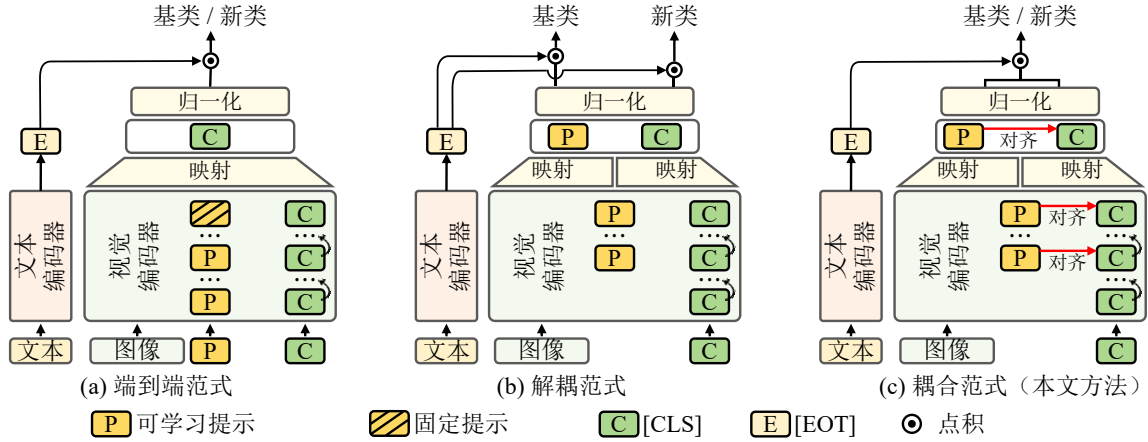 基类 / 新类
归一化
C
E
映射
文本
编码器
视觉
编码器
C
...
....
P
C
...
....
P
C
文本
图像
P
C
(a) 端到端范式
基类
新类
归一化
P
C
E
映射
映射
文本
编码器
视觉
编码器
P
C
...
....
P
C
....
C
文本
图像
C
(b) 解耦范式
基类 / 新类
归一化
P
对齐
C
E
映射
映射
文本
编码器
视觉
编码器
P
对齐
C
...
....
P
对齐
C
....
C
文本
图像
C
(c) 耦合范式（本文方法）
P 可学习提示
固定提示
C [CLS]
E [EOT]
点积